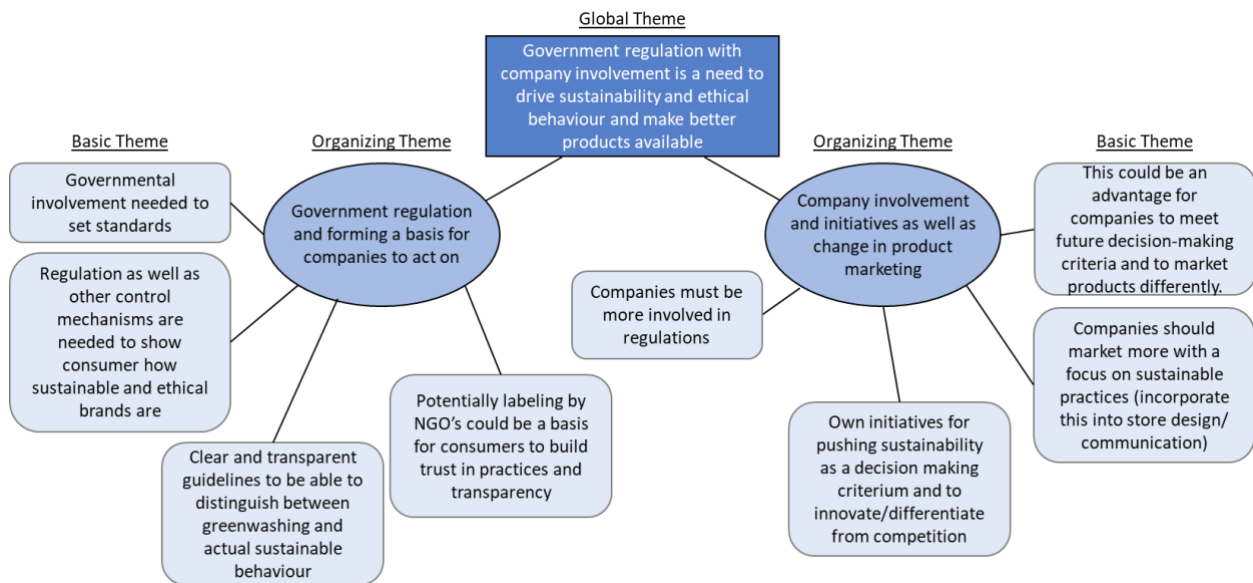 Global Theme
Government regulation with
company involvement is a need to
drive sustainability and ethical
behaviour and make better
products available
Basic Theme
Organizing Theme
Organizing Theme
Basic Theme
Governmental
involvement needed to
set standards
Government regulation
and forming a basis for
companies to act on
Company involvement
and initiatives as well as
change in product
marketing
This could be an
advantage for
companies to meet
future decision-making
criteria and to market
products differently.
Regulation as well as
other control
mechanisms are
needed to show
consumer how
sustainable and ethical
brands are
Companies must be
more involved in
regulations
Companies should
market more with a
focus on sustainable
practices (incorporate
this into store design/
communication)
Clear and transparent
guidelines to be able to
distinguish between
greenwashing and
actual sustainable
behaviour
Potentially labeling by
NGO's could be a basis
for consumers to build
trust in practices and
transparency
Own initiatives for
pushing sustainability
as a decision making
criterium and to
innovate/differentiate
from competition